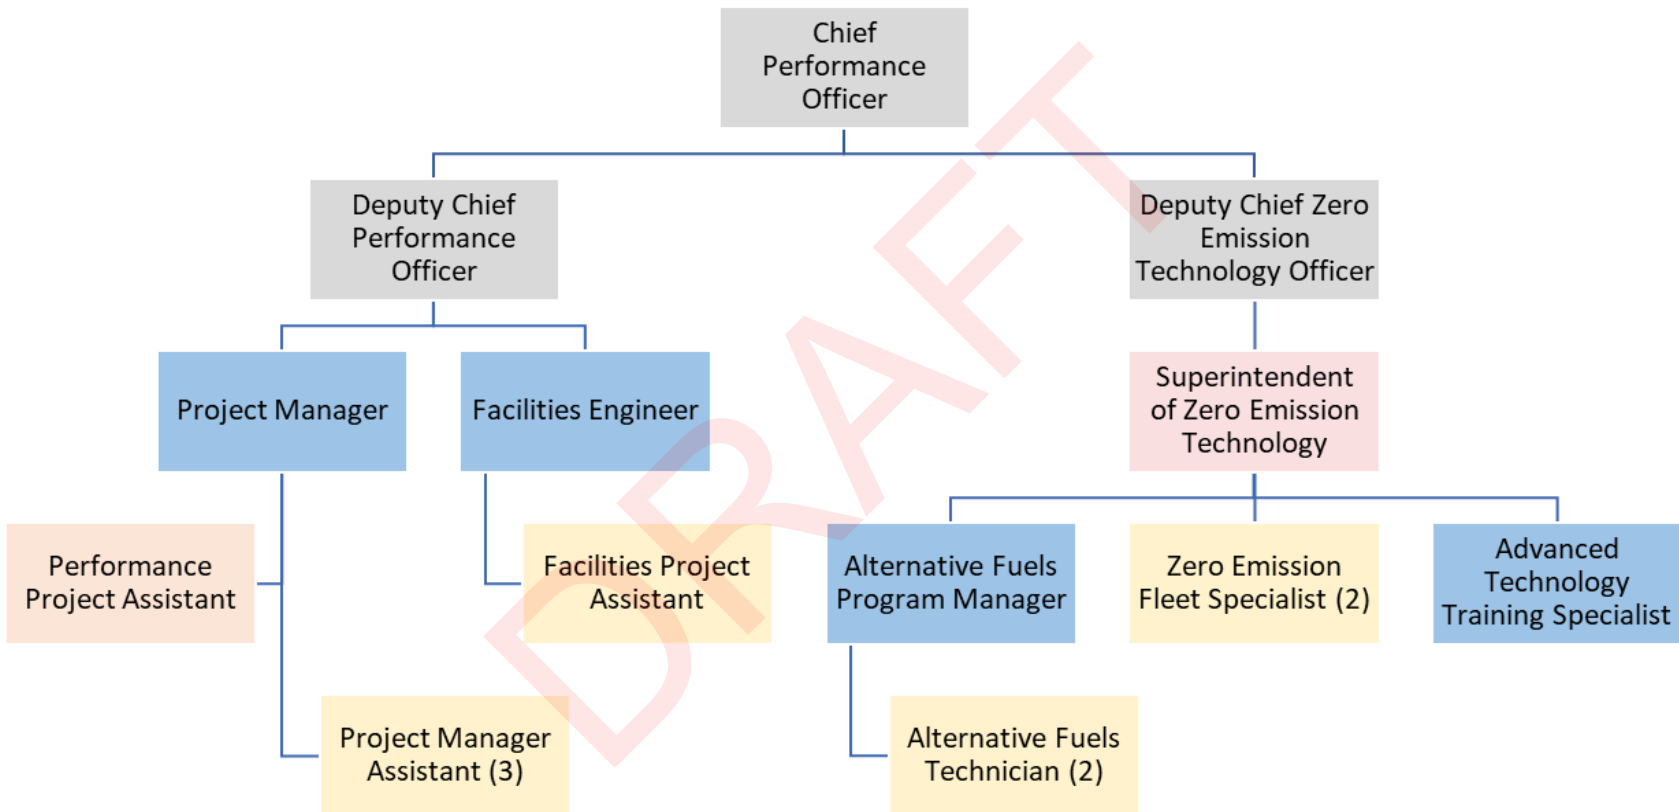 Chief
Performance
Officer
Deputy Chief
Performance
Officer
Deputy Chief Zero
Emission
Technology Officer
Project Manager
Facilities Engineer
Superintendent
of Zero Emission
Technology
Performance
Project Assistant
Facilities Project
Assistant
Alternative Fuels
Program Manager
Zero Emission
Fleet Specialist (2)
Advanced
Technology
Training Specialist
Project Manager
Assistant (3)
Alternative Fuels
Technician (2)
DRAFT